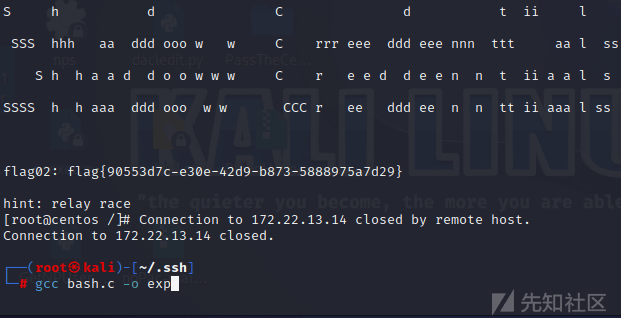 S h d C d t ii l
SSS hhh aa ddd ooo w w C rrr eee ddd eee nnn ttt aa l ss
S h h a a d d o o w w w C r e e d d e e n n t ii a a l s
SSSS h h aaa ddd ooo w w CCC r ee ddd ee n n tt ii aaa l ss
flag02: flag{90553d7c-e30e-42d9-b873-5888975a7d29}
hint: relay race
"the quieter you become, the more you are able
[root@centos /]# Connection to 172.22.13.14 closed by remote host.
Connection to 172.22.13.14 closed.
┌──(root㉿kali)-[~/.ssh]
└─# gcc bash.c -o exp
先知社区